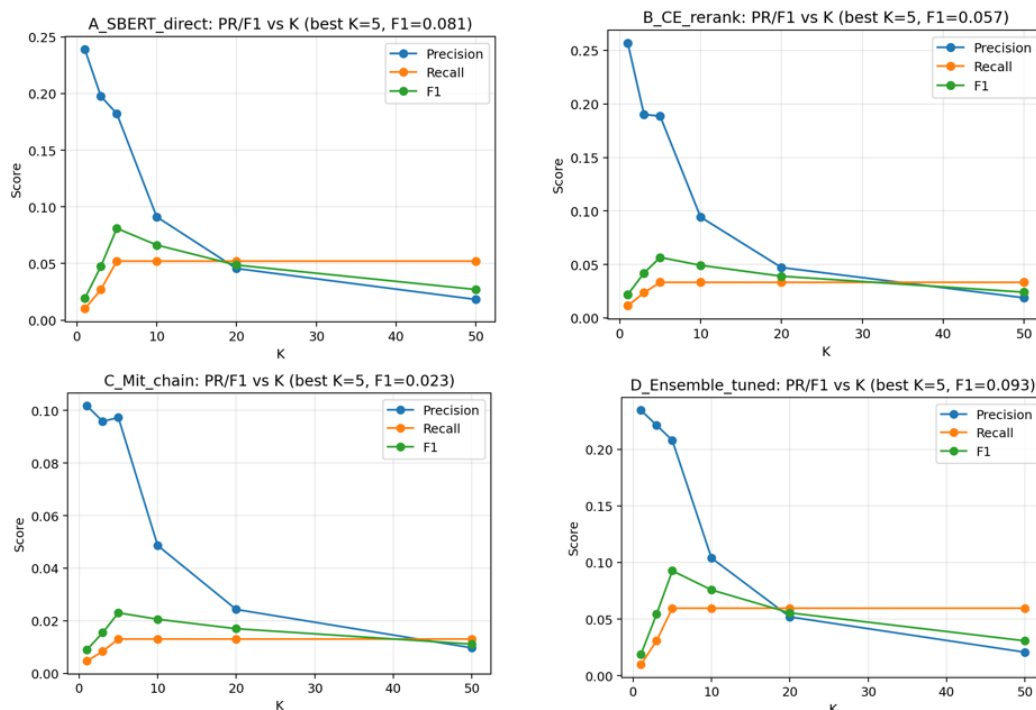 A_SBERT_direct: PR/F1 vs K (best K=5, F1=0.081)
0.25
0.20
0.15
0.10
0.05
0.00
Score
Precision
Recall
F1
0 10 20 30 40 50
K
B_CE_rerank: PR/F1 vs K (best K=5, F1=0.057)
0.25
0.20
0.15
0.10
0.05
0.00
Score
Precision
Recall
F1
0 10 20 30 40 50
K
C_Mit_chain: PR/F1 vs K (best K=5, F1=0.023)
0.10
0.08
0.06
0.04
0.02
0.00
Score
Precision
Recall
F1
0 10 20 30 40 50
K
D_Ensemble_tuned: PR/F1 vs K (best K=5, F1=0.093)
0.20
0.15
0.10
0.05
0.00
Score
Precision
Recall
F1
0 10 20 30 40 50
K